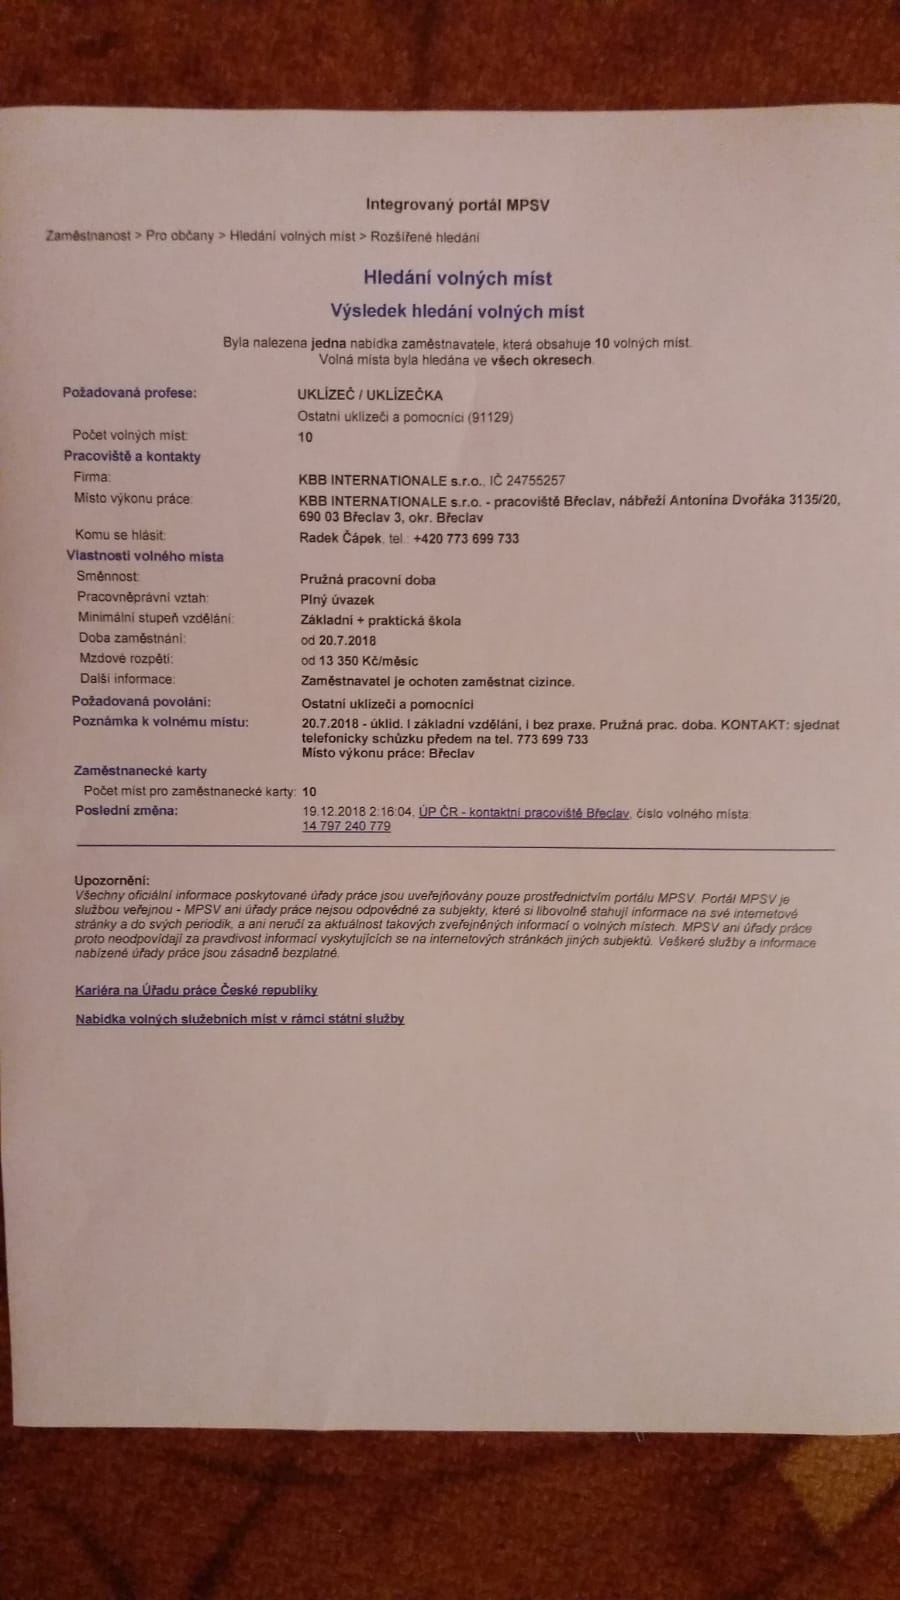 Integrovaný portál MPSV
Zaměstnanost > Pro občany > Hledání volných míst > Rozšířené hledání
Hledání volných míst
Výsledek hledání volných míst
Byla nalezena jedna nabídka zaměstnavatele, která obsahuje 10 volných míst.
Volná místa byla hledána ve všech okresech.
Požadovaná profese: UKLÍZEČ / UKLÍZEČKA
Ostatní uklízeči a pomocníci (91129)
Počet volných míst: 10
Pracoviště a kontakty
Firma: KBB INTERNATIONALE s.r.o., IČ 24755257
Místo výkonu práce: KBB INTERNATIONALE s.r.o. - pracoviště Břeclav, nábřeží Antonína Dvořáka 3135/20,
690 03 Břeclav 3, okr. Břeclav
Komu se hlásit: Radek Čápek, tel.: +420 773 699 733
Vlastnosti volného místa
Směnnost: Pružná pracovní doba
Pracovněprávní vztah: Plný úvazek
Minimální stupeň vzdělání: Základní + praktická škola
Doba zaměstnání: od 20.7.2018
Mzdové rozpětí: od 13 350 Kč/měsíc
Další informace: Zaměstnavatel je ochoten zaměstnat cizince.
Požadovaná povolání: Ostatní uklízeči a pomocníci
Poznámka k volnému místu: 20.7.2018 - úklid. I základní vzdělání, i bez praxe. Pružná prac. doba. KONTAKT: sjednat
telefonicky schůzku předem na tel. 773 699 733
Místo výkonu práce: Břeclav
Zaměstnanecké karty
Počet míst pro zaměstnanecké karty: 10
Poslední změna: 19.12.2018 2:16:04, ÚP ČR - kontaktní pracoviště Břeclav, číslo volného místa:
14 797 240 779
Upozornění:
Všechny oficiální informace poskytované úřady práce jsou uveřejňovány pouze prostřednictvím portálu MPSV. Portál MPSV je
službou veřejnou - MPSV ani úřady práce nejsou odpovědné za subjekty, které si libovolně stahují informace na své internetové
stránky a do svých periodik, a ani neručí za aktuálnost takových zveřejněných informací o volných místech. MPSV ani úřady práce
proto neodpovídají za pravdivost informací vyskytujících se na internetových stránkách jiných subjektů. Veškeré služby a informace
nabízené úřady práce jsou zásadně bezplatné.
Kariéra na Úřadu práce České republiky
Nabídka volných služebních míst v rámci státní služby